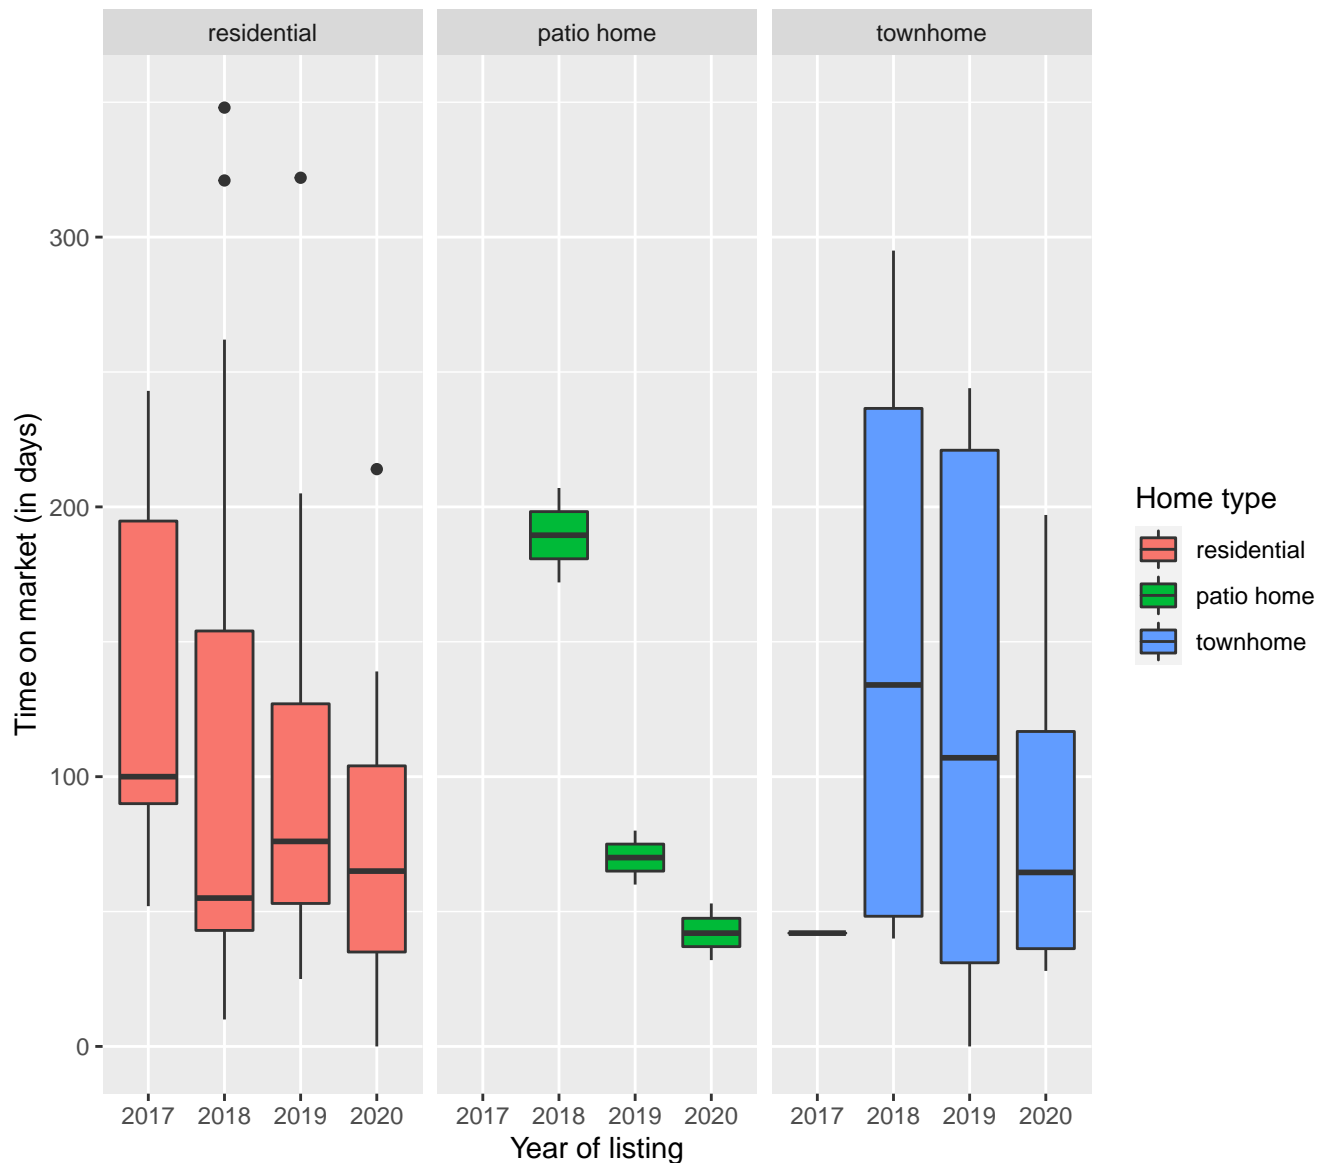 residential patio home townhome
Time on market (in days)
300
200
100
0
2017 2018 2019 2020 2017 2018 2019 2020 2017 2018 2019 2020
Year of listing
Home type
residential
patio home
townhome